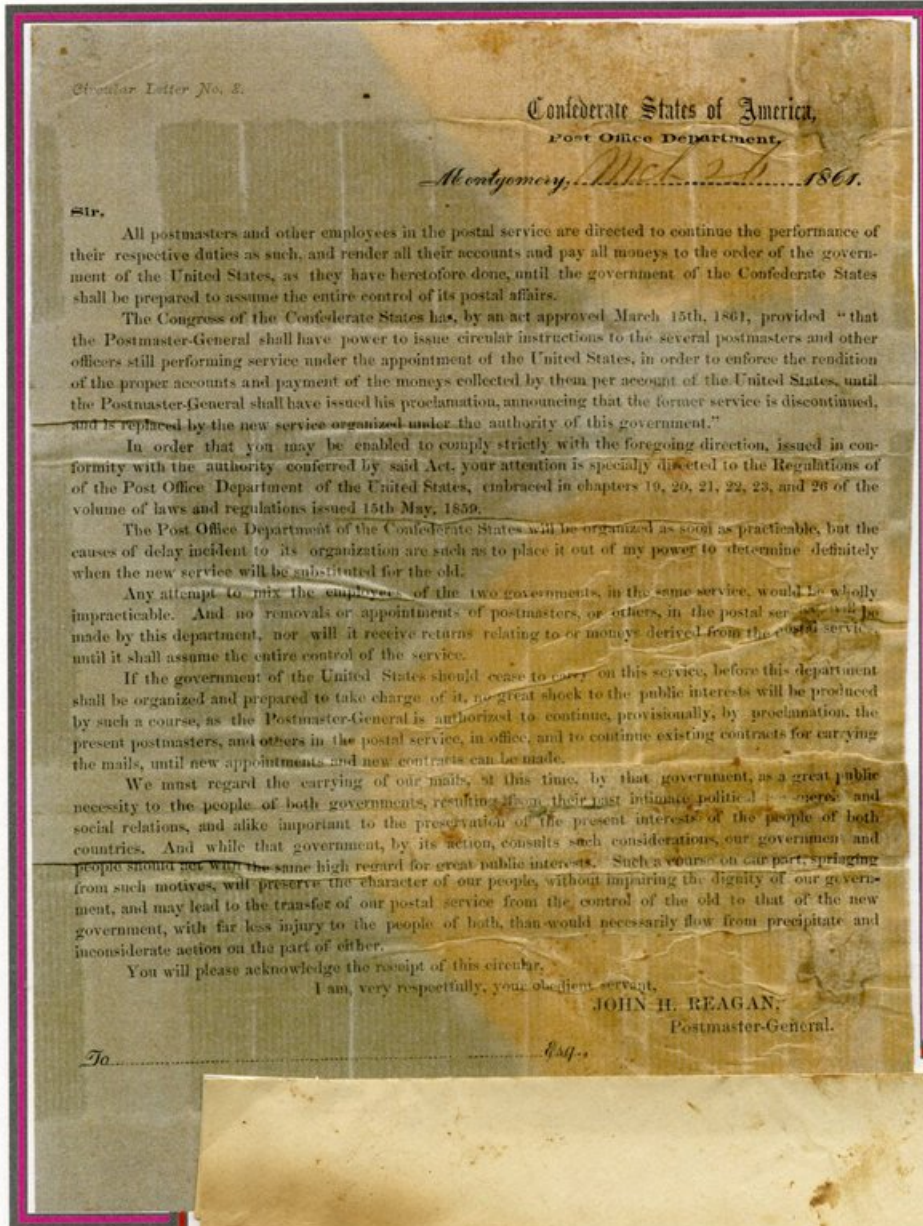 Circular Letter No. 2.
Confederate States of America,
Post Office Department,
Montgomery, Mch 26 1861.
Sir,
All postmasters and other employees in the postal service are directed to continue the performance of
their respective duties as such, and render all their accounts and pay all moneys to the order of the govern-
ment of the United States, as they have heretofore done, until the government of the Confederate States
shall be prepared to assume the entire control of its postal affairs.
The Congress of the Confederate States has, by an act approved March 15th, 1861, provided "that
the Postmaster-General shall have power to issue circular instructions to the several postmasters and other
officers still performing service under the appointment of the United States, in order to enforce the rendition
of the proper accounts and payment of the moneys collected by them per account of the United States, until
the Postmaster-General shall have issued his proclamation, announcing that the former service is discontinued,
and is replaced by the new service organized under the authority of this government."
In order that you may be enabled to comply strictly with the foregoing direction, issued in con-
formity with the authority conferred by said Act, your attention is specially directed to the Regulations of
of the Post Office Department of the United States, embraced in chapters 19, 20, 21, 22, 23, and 26 of the
volume of laws and regulations issued 15th May, 1859.
The Post Office Department of the Confederate States will be organized as soon as practicable, but the
causes of delay incident to its organization are such as to place it out of my power to determine definitely
when the new service will be substituted for the old.
Any attempt to mix the employees of the two governments, in the same service, would be wholly
impracticable. And no removals or appointments of postmasters, or others, in the postal service will be
made by this department, nor will it receive returns relating to or moneys derived from the postal service,
until it shall assume the entire control of the service.
If the government of the United States should cease to carry on this service, before this department
shall be organized and prepared to take charge of it, no great shock to the public interests will be produced
by such a course, as the Postmaster-General is authorized to continue, provisionally, by proclamation, the
present postmasters, and others in the postal service, in office, and to continue existing contracts for carrying
the mails, until new appointments and new contracts can be made.
We must regard the carrying of our mails, at this time, by that government, as a great public
necessity to the people of both governments, resulting from their past intimate political and
social relations, and alike important to the preservation of the present interests of the people of both
countries. And while that government, by its action, consults such considerations, our government and
people should act with the same high regard for great public interests. Such a course on our part, springing
from such motives, will preserve the character of our people, without impairing the dignity of our govern-
ment, and may lead to the transfer of our postal service from the control of the old to that of the new
government, with far less injury to the people of both, than would necessarily flow from precipitate and
inconsiderate action on the part of either.
You will please acknowledge the receipt of this circular.
I am, very respectfully, your obedient servant,
JOHN H. REAGAN,
Postmaster-General.
To Esq.,